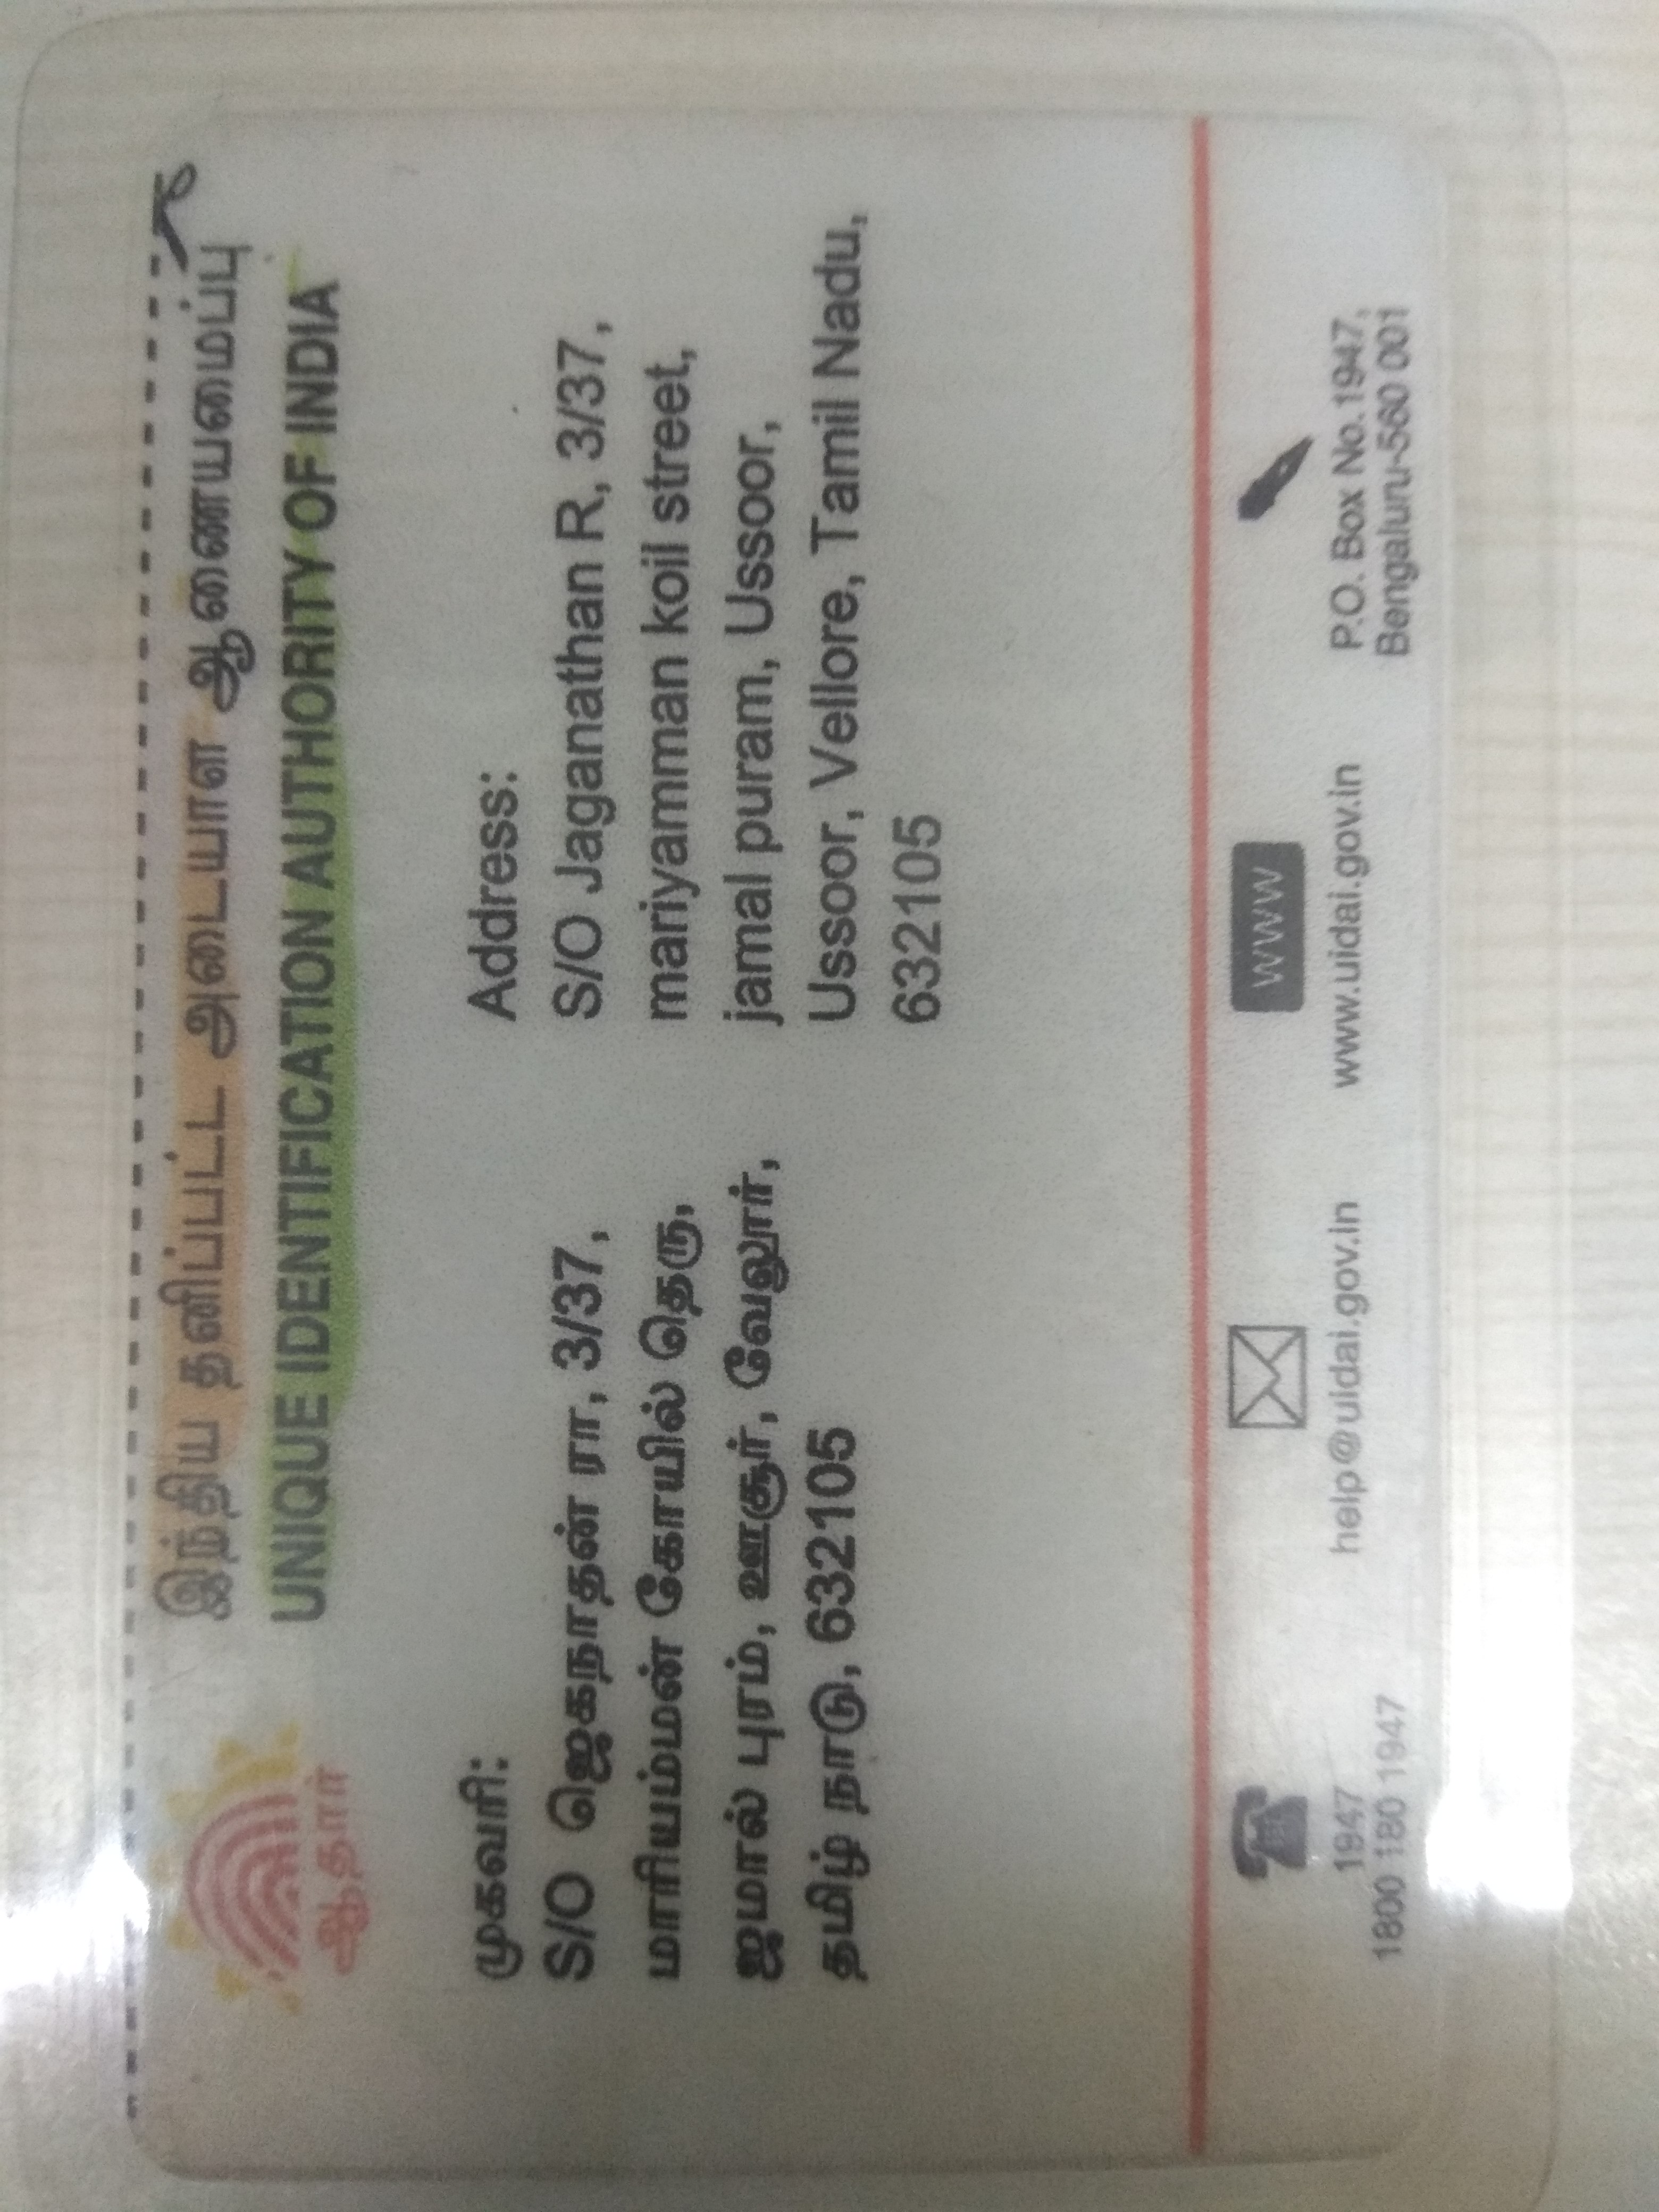 இந்திய தனிப்பட்ட அடையாள ஆணையமைப்பு
UNIQUE IDENTIFICATION AUTHORITY OF INDIA
ஆதார்
முகவரி:
S/O ஜெகநாதன் ரா, 3/37,
மாரியம்மன் கோயில் தெரு,
ஜமால் புரம், ஊசூர், வேலூர்,
தமிழ் நாடு, 632105
Address:
S/O Jaganathan R, 3/37,
mariyamman koil street,
jamal puram, Ussoor,
Ussoor, Vellore, Tamil Nadu,
632105
1947
1800 180 1947
help@uidai.gov.in
WWW
www.uidai.gov.in
P.O. Box No.1947,
Bengaluru-560 001